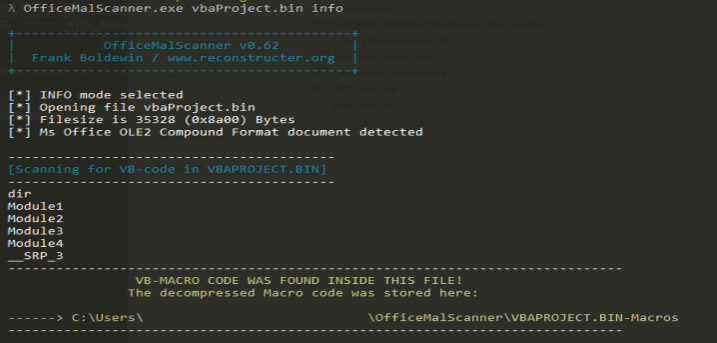 λ OfficeMalScanner.exe vbaProject.bin info
+------------------------------------------+
|           OfficeMalScanner v0.62         |
|  Frank Boldewin / www.reconstructer.org  |
+------------------------------------------+
[*] INFO mode selected
[*] Opening file vbaProject.bin
[*] Filesize is 35328 (0x8a00) Bytes
[*] Ms Office OLE2 Compound Format document detected
-----------------------------------------
[Scanning for VB-code in VBAPROJECT.BIN]
-----------------------------------------
dir
Module1
Module2
Module3
Module4
__SRP_3
-----------------------------------------------------------------------------
VB-MACRO CODE WAS FOUND INSIDE THIS FILE!
The decompressed Macro code was stored here:
------> C:\Users\ \OfficeMalScanner\VBAPROJECT.BIN-Macros
-----------------------------------------------------------------------------